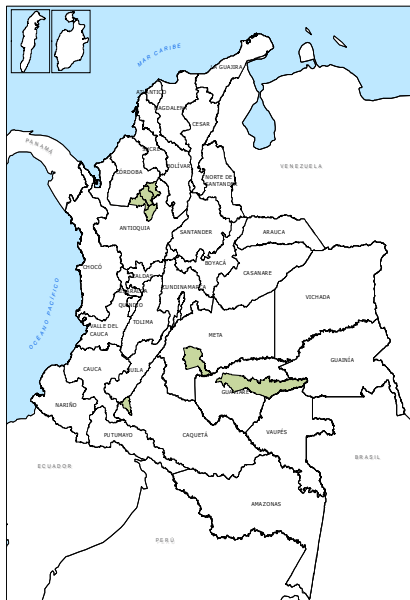 MAR CARIBE
LA GUAJIRA
ATLÁNTICO
MAGDALENA
CESAR
PANAMÁ
SUCRE
BOLÍVAR
VENEZUELA
CÓRDOBA
NORTE DE
SANTANDER
ANTIOQUIA
SANTANDER
ARAUCA
CHOCÓ
BOYACÁ
CALDAS
CASANARE
CUNDINAMARCA
VICHADA
OCÉANO PACÍFICO
QUINDÍO
VALLE DEL
CAUCA
TOLIMA
META
GUAINÍA
CAUCA
HUILA
GUAVIARE
NARIÑO
PUTUMAYO
CAQUETÁ
VAUPÉS
BRASIL
ECUADOR
AMAZONAS
PERÚ